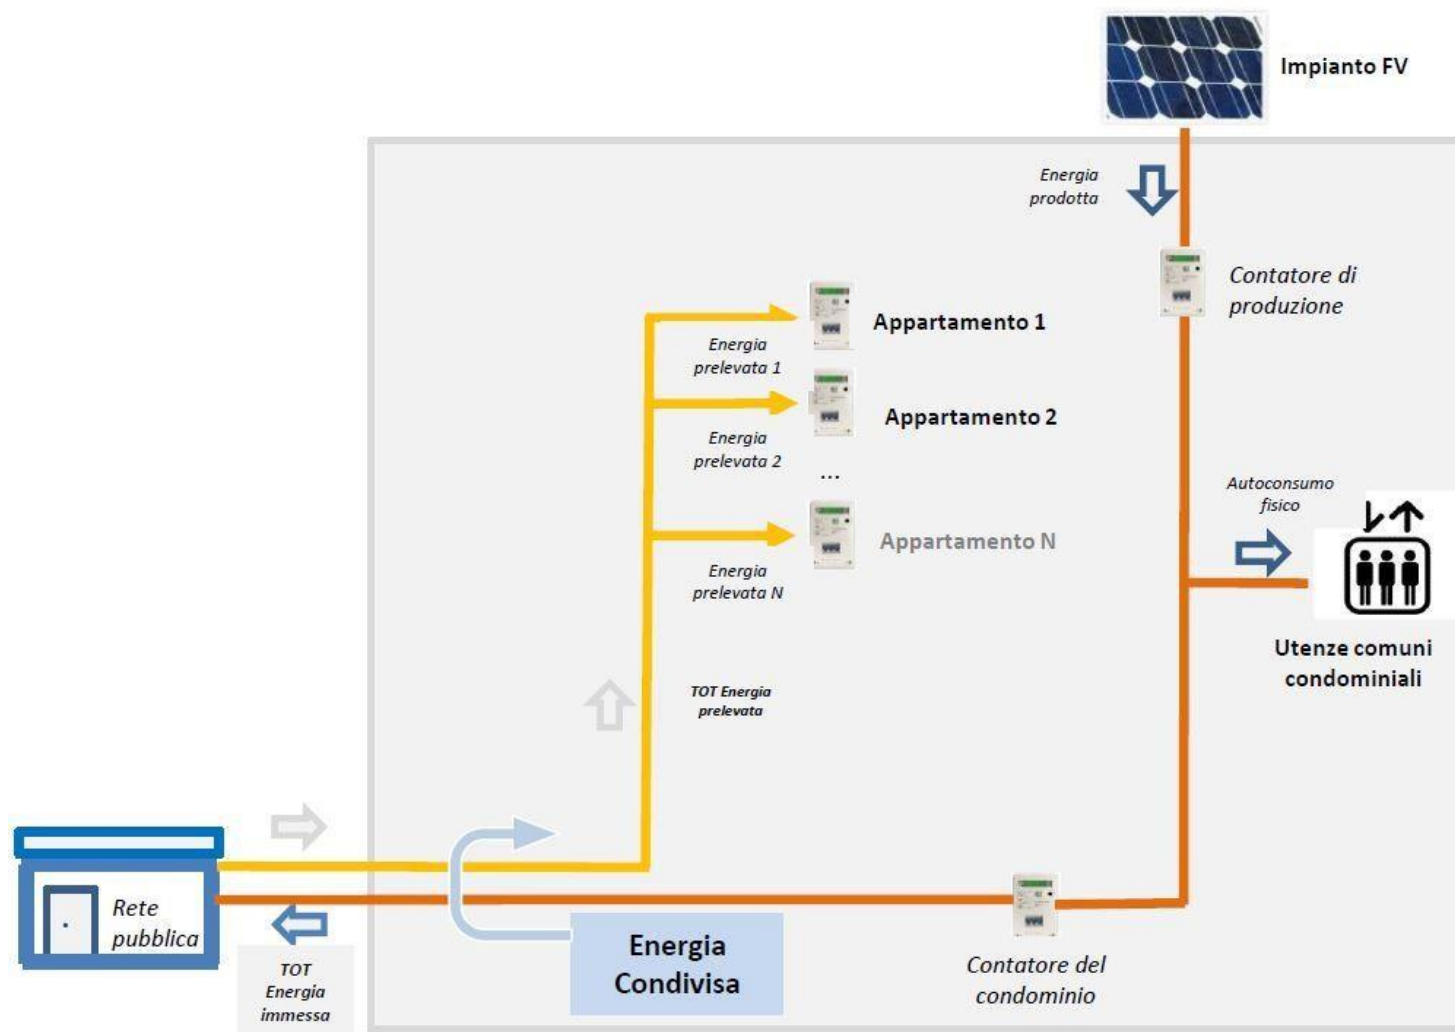 Impianto FV
Energia
prodotta
Contatore di
produzione
Appartamento 1
Energia
prelevata 1
Appartamento 2
Energia
prelevata 2
...
Autoconsumo
fisico
Appartamento N
Energia
prelevata N
Utenze comuni
condominiali
TOT Energia
prelevata
Rete
pubblica
TOT
Energia
immessa
Energia
Condivisa
Contatore del
condominio